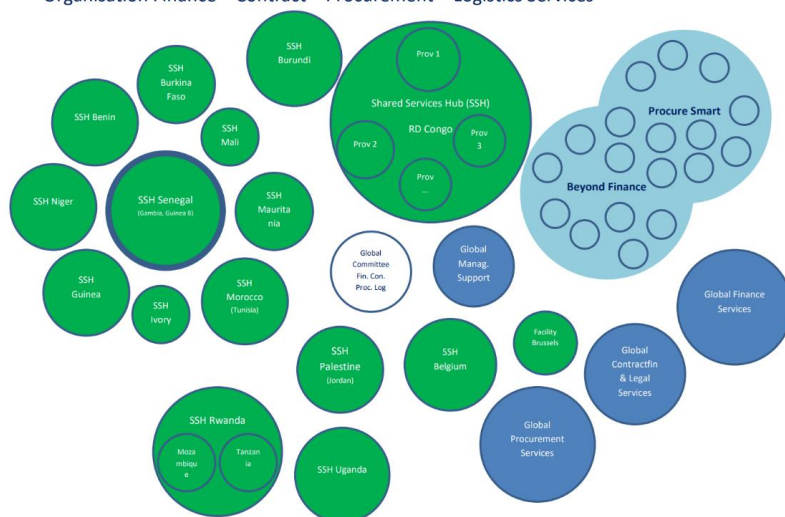 Organisation Finance – Contract – Procurement – Logistics Services
SSH
Burundi
SSH
Burkina
Faso
SSH Benin
SSH
Mali
SSH Niger
SSH Senegal
(Gambia, Guinea B)
SSH
Maurita
nia
SSH
Guinea
SSH
Ivory
SSH
Morocco
(Tunisia)
Prov 1
Shared Services Hub (SSH)
RD Congo
Prov 2
Prov
3
Prov
...
Procure Smart
Beyond Finance
Global
Committee
Fin. Con.
Proc. Log
Global
Manag.
Support
Global Finance
Services
SSH
Palestine
(Jordan)
SSH
Belgium
Facility
Brussels
Global
Contractfin
& Legal
Services
Global
Procurement
Services
SSH Rwanda
Moza
mbiqu
e
Tanzan
ia
SSH Uganda